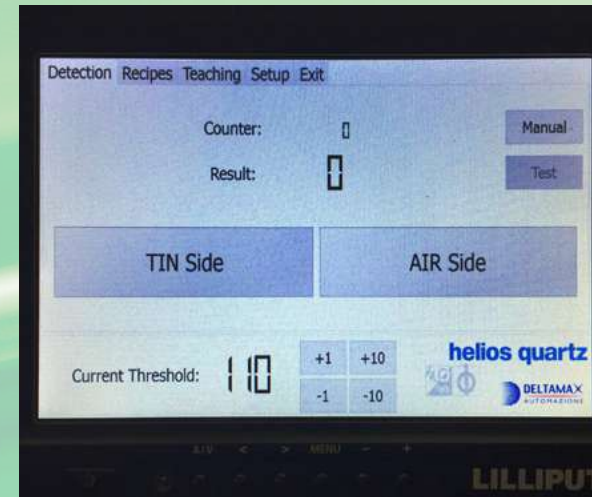 Detection Recipes Teaching Setup Exit
Counter: 0
Manual
Result: 0
Test
TIN Side
AIR Side
Current Threshold: 110
+1 +10
-1 -10
helios quartz
DELTAMAX
AUTOMAZIONE
A/V < > MENU - +
LILLIPUT